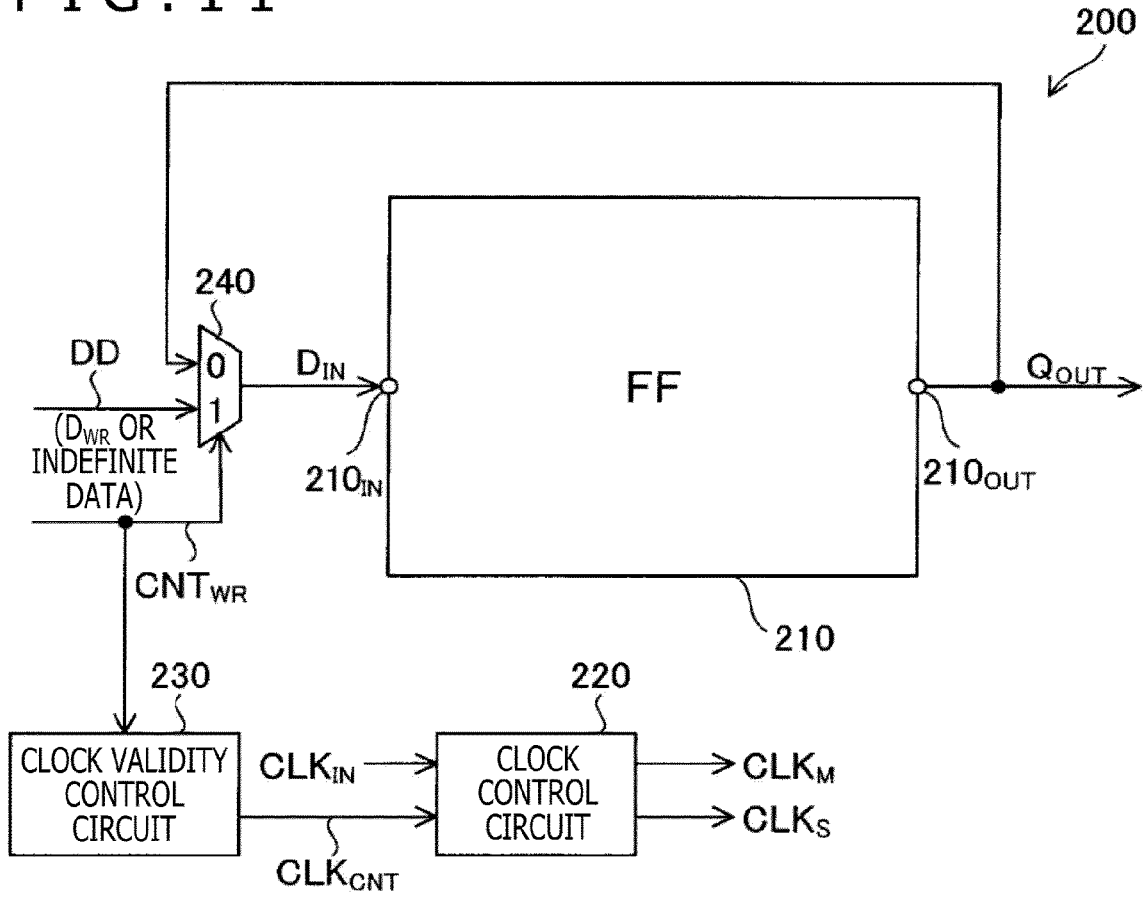 FIG. 11
200
240
0
1
DD
(DWR OR
INDEFINITE
DATA)
DIN
FF
QOUT
210IN
210OUT
CNTWR
210
230
220
CLOCK VALIDITY
CONTROL
CIRCUIT
CLKIN
CLKCNT
CLOCK
CONTROL
CIRCUIT
CLKM
CLKS